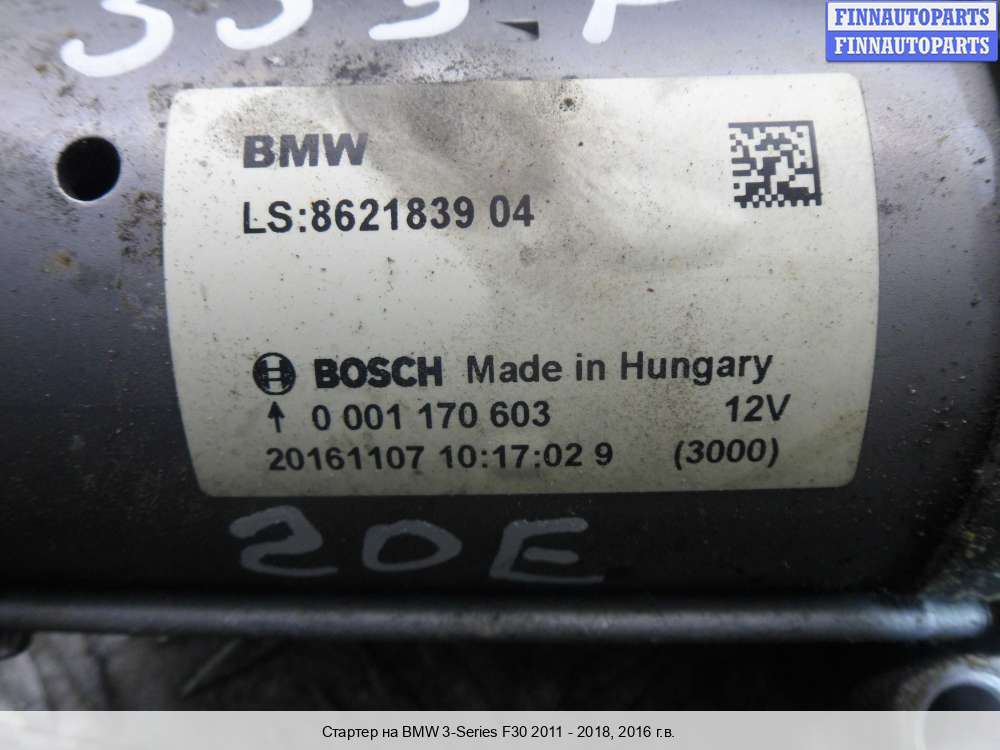 FINNAUTOPARTS
FINNAUTOPARTS
BMW
LS:8621839 04
BOSCH Made in Hungary
0 001 170 603 12V
20161107 10:17:02 9 (3000)
20E
Стартер на BMW 3-Series F30 2011 - 2018, 2016 г.в.